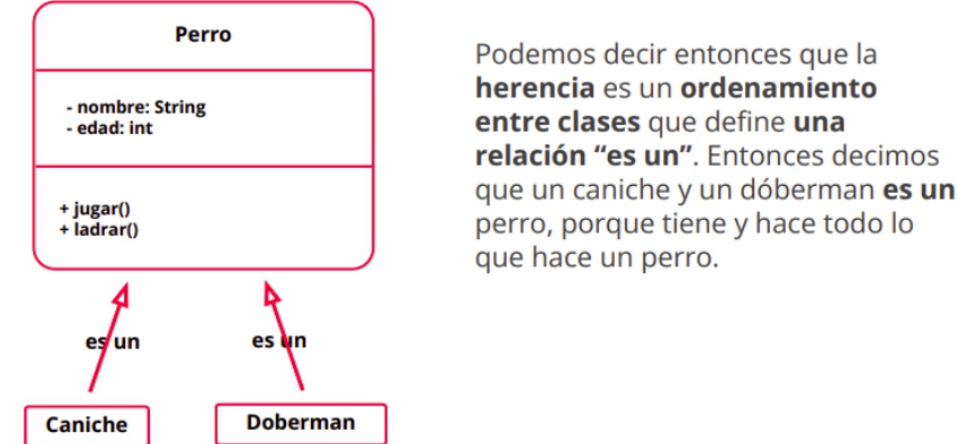 Perro
- nombre: String
- edad: int
+ jugar()
+ ladrar()
es un
es un
Caniche
Doberman
Podemos decir entonces que la
herencia es un ordenamiento
entre clases que define una
relación “es un”. Entonces decimos
que un caniche y un dóberman es un
perro, porque tiene y hace todo lo
que hace un perro.